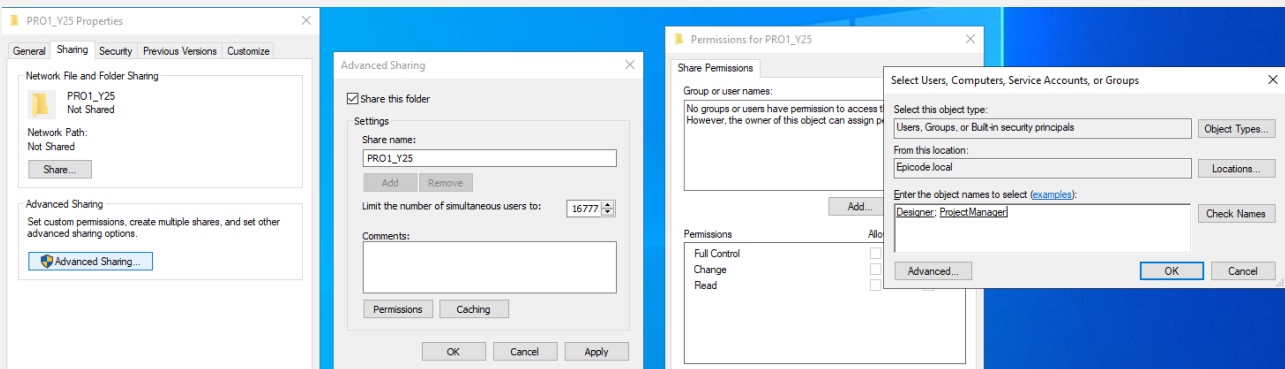 PRO1_Y25 Properties
General Sharing Security Previous Versions Customize
Network File and Folder Sharing
PRO1_Y25
Not Shared
Network Path:
Not Shared
Share...
Advanced Sharing
Set custom permissions, create multiple shares, and set other
advanced sharing options.
Advanced Sharing...
Advanced Sharing
Share this folder
Settings
Share name:
PRO1_Y25
Add Remove
Limit the number of simultaneous users to: 16777
Comments:
Permissions Caching
OK Cancel Apply
Permissions for PRO1_Y25
Share Permissions
Group or user names:
No groups or users have permission to access
However, the owner of this object can assign
Add...
Permissions
Full Control
Change
Read
Select Users, Computers, Service Accounts, or Groups
Select this object type:
Users, Groups, or Built-in security principals Object Types...
From this location:
Epicode.local Locations...
Enter the object names to select (examples):
Designer; ProjectManager Check Names
Advanced... OK Cancel